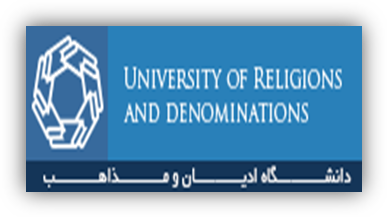 UNIVERSITY OF RELIGIONS
AND DENOMINATIONS
دانشگاه ادیان و مذاهب